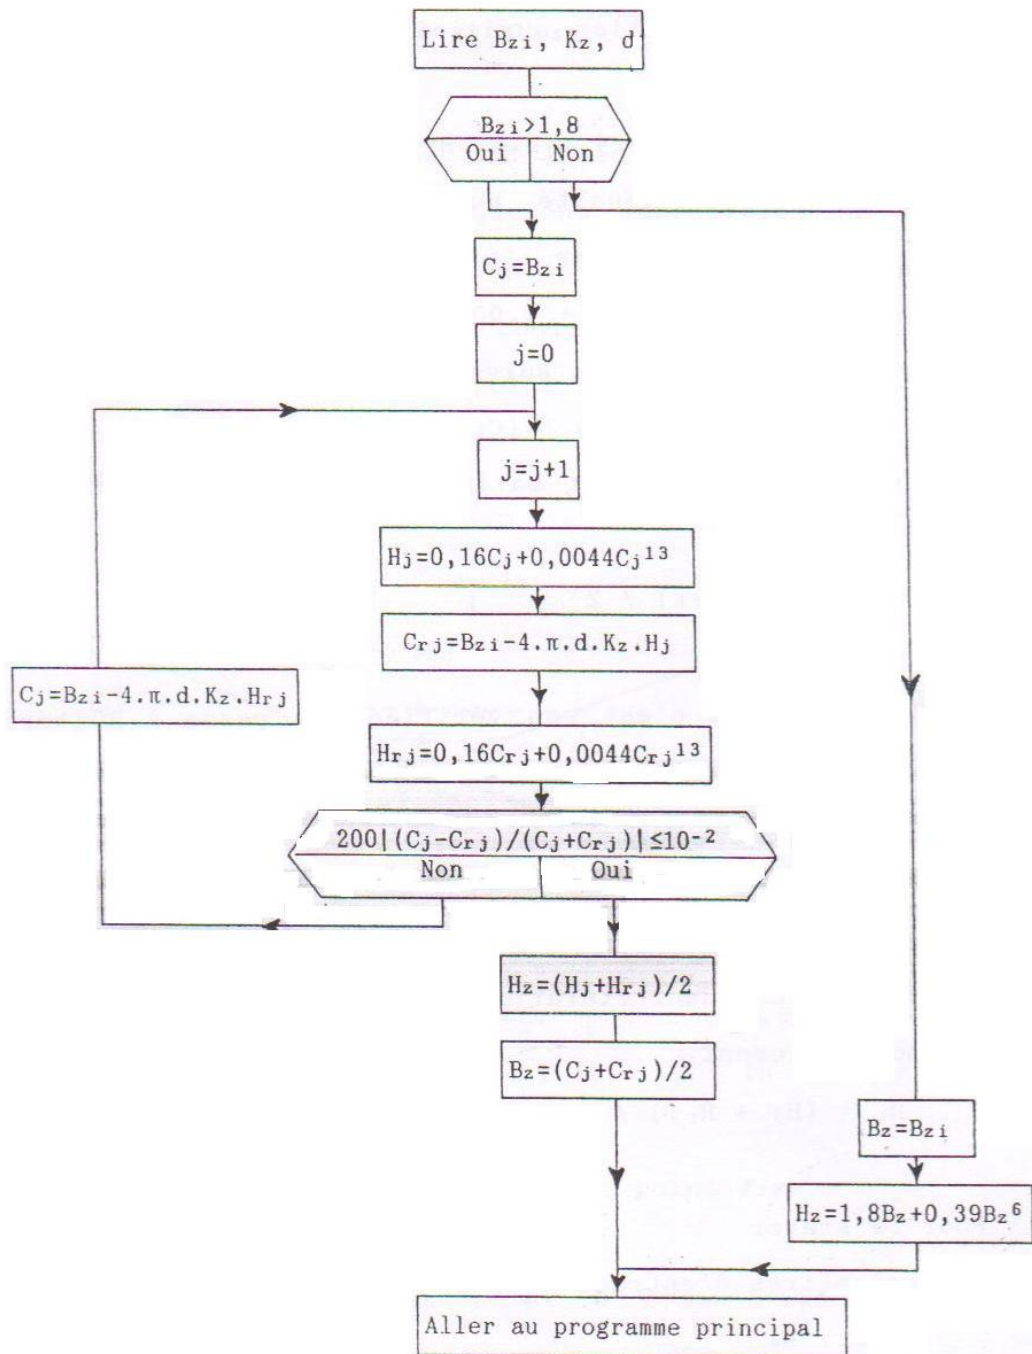 Lire Bzi, Kz, d
Bzi>1,8
Oui Non
Cj=Bzi
j=0
j=j+1
Hj=0,16Cj+0,0044Cj¹³
Crj=Bzi-4.π.d.Kz.Hj
Cj=Bzi-4.π.d.Kz.Hrj
Hrj=0,16Crj+0,0044Crj¹³
200|(Cj-Crj)/(Cj+Crj)|≤10⁻²
Non Oui
Hz=(Hj+Hrj)/2
Bz=(Cj+Crj)/2
Bz=Bzi
Hz=1,8Bz+0,39Bz⁶
Aller au programme principal